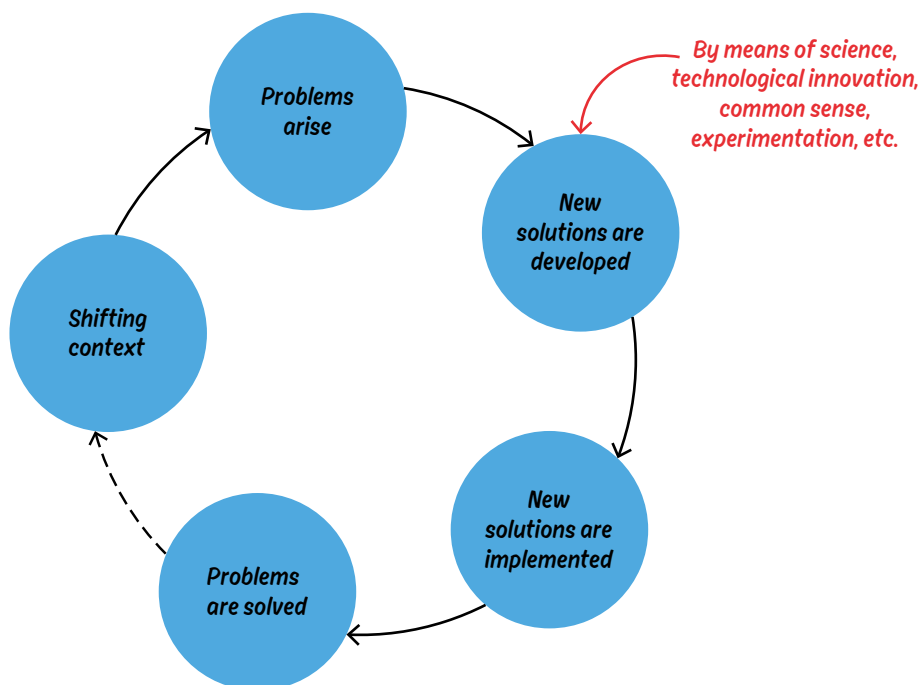 Problems
arise
By means of science,
technological innovation,
common sense,
experimentation, etc.
New
solutions are
developed
New
solutions are
implemented
Problems
are solved
Shifting
context